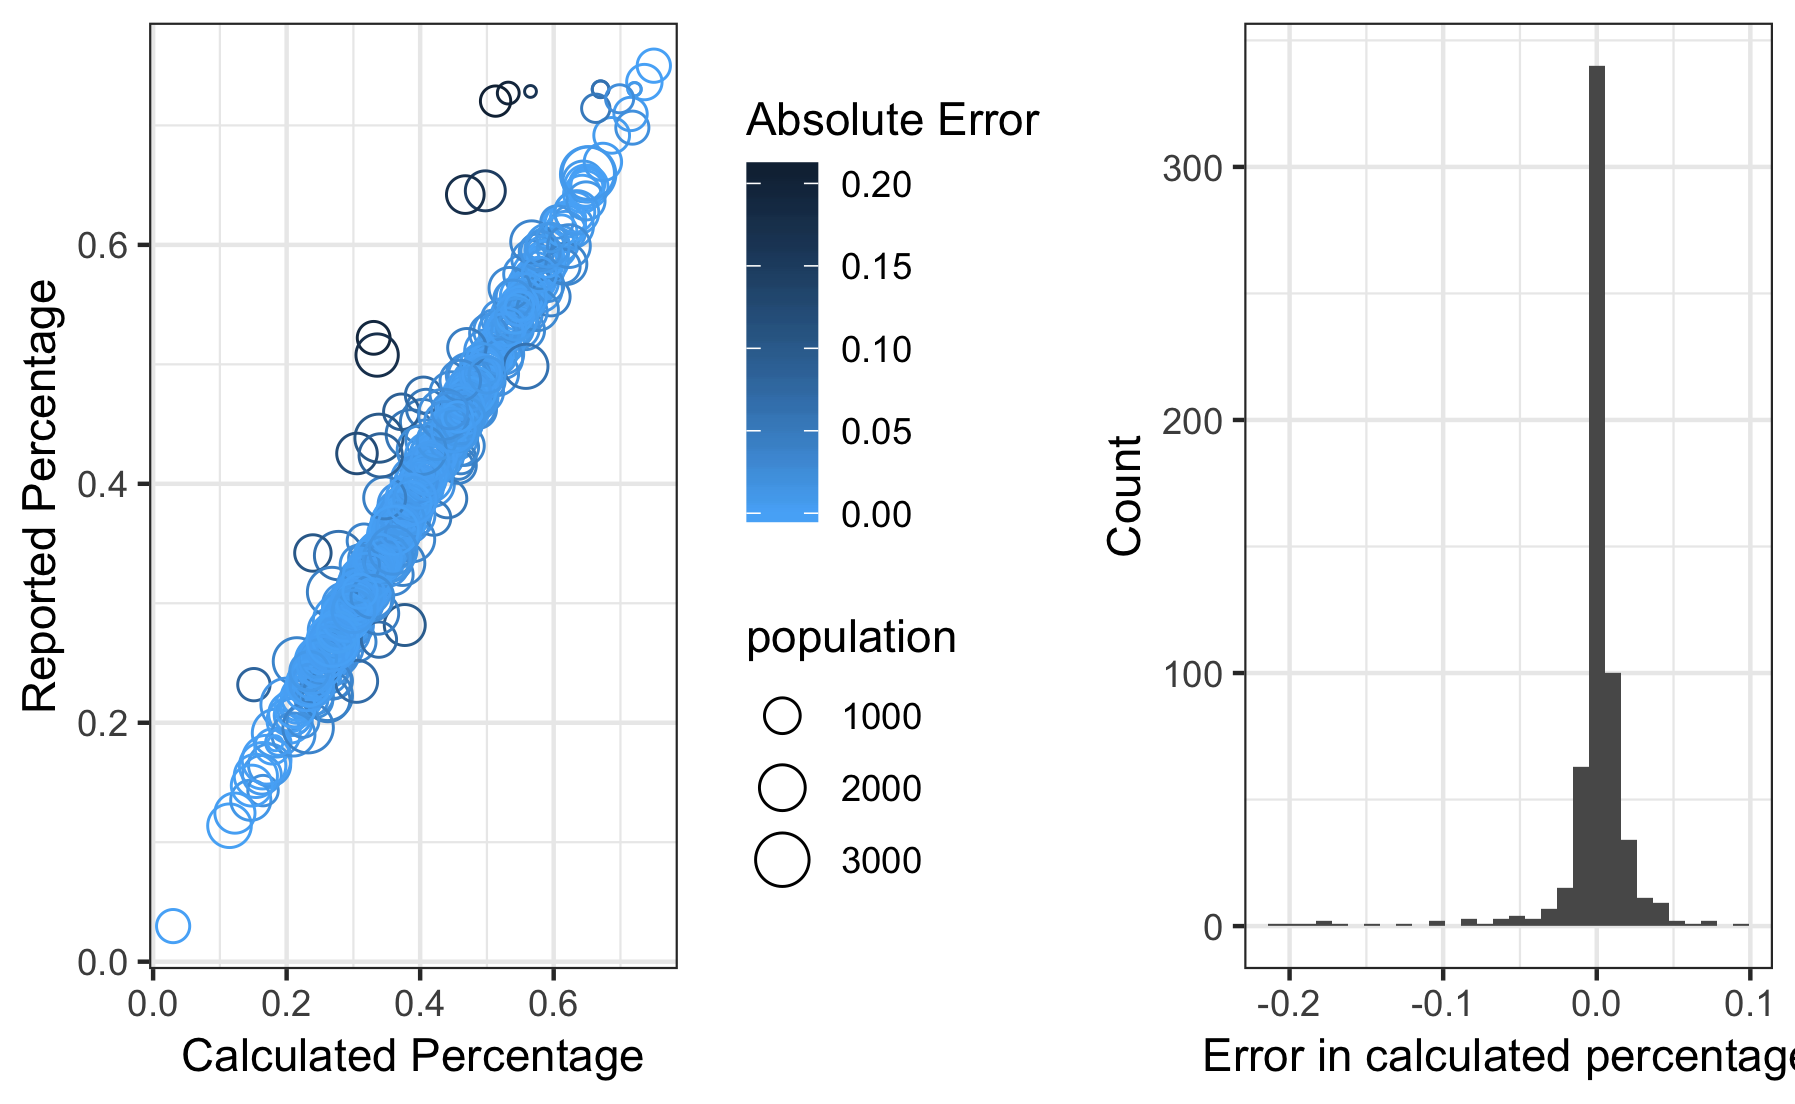 Reported Percentage
0.6
0.4
0.2
0.0
0.0 0.2 0.4 0.6
Calculated Percentage
Absolute Error
0.20
0.15
0.10
0.05
0.00
population
1000
2000
3000
Count
300
200
100
0
-0.2 -0.1 0.0 0.1
Error in calculated percentage